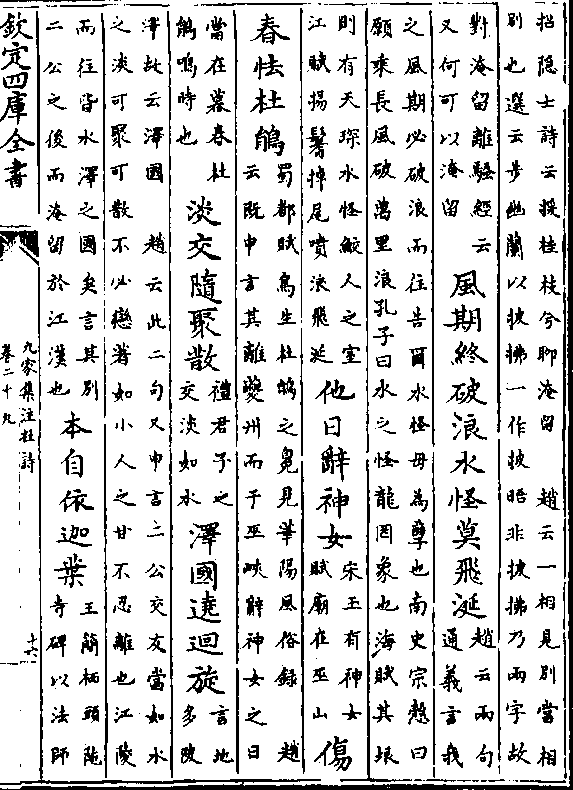 招隐士詩云援桂枝兮聊淹留　趙云一相見別當相
別也選云步幽蘭以披拂一作披晤非披拂乃兩字故
對淹留離騷經云
又何可以淹留
風期終破浪水怪莫飛涎
趙云兩句
通義言我
之風期必破浪而往告爾水怪毋為孽也南史宗慤曰
願乘長風破萬里浪孔子曰水之怪龍罔象也海賦其垠
則有天琛水怪鮫人之室
江賦揚鬐掉尾噴浪飛涎
他日辭神女
宋玉有神女
賦廟在巫山
傷
春怯杜鵑
蜀都賦鳥生杜鵑之鳬見華陽風俗錄　趙
云既申言其離夔州而于巫峽辭神女之日
當在暮春杜
鵑鳴時也
淡交隨聚散
禮君子之
交淡如水
澤國遶迴旋
言地
多陂
澤故云澤國　趙云此二句又申言二公交友當如水
之淡可聚可散不必戀著如小人之甘不忍離也江陵
而往皆水澤之國矣言其別
二公之後而淹留於江漢也
本自依迦葉
王簡栖頭陁
寺碑以法師
欽定四庫全書
九家集注杜詩
卷二十九
十六